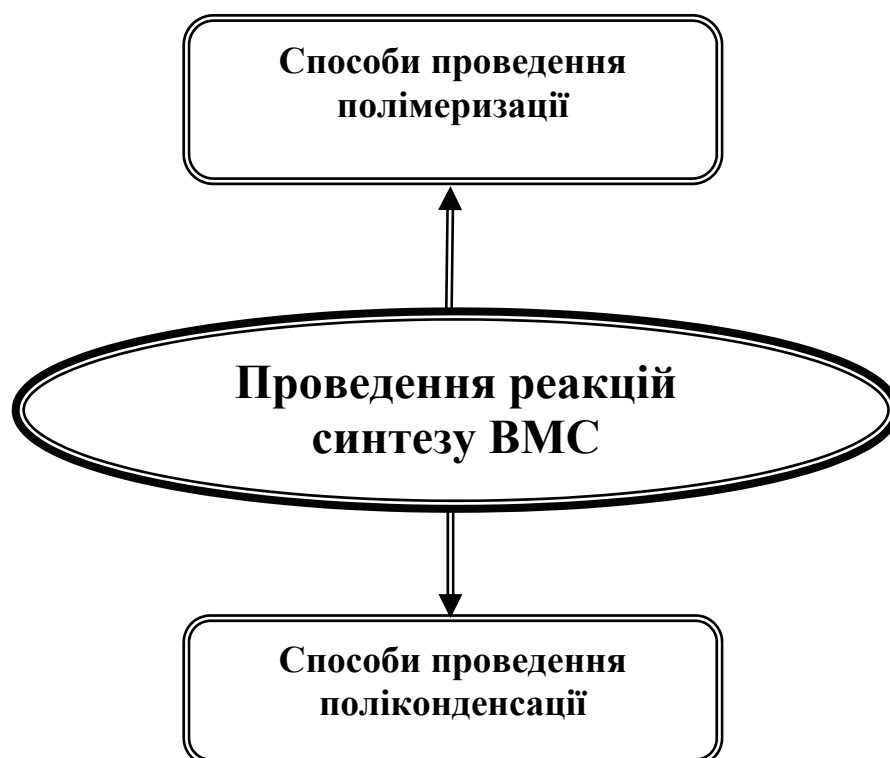 Способи проведення
полімеризації
Проведення реакцій
синтезу ВМС
Способи проведення
поліконденсації